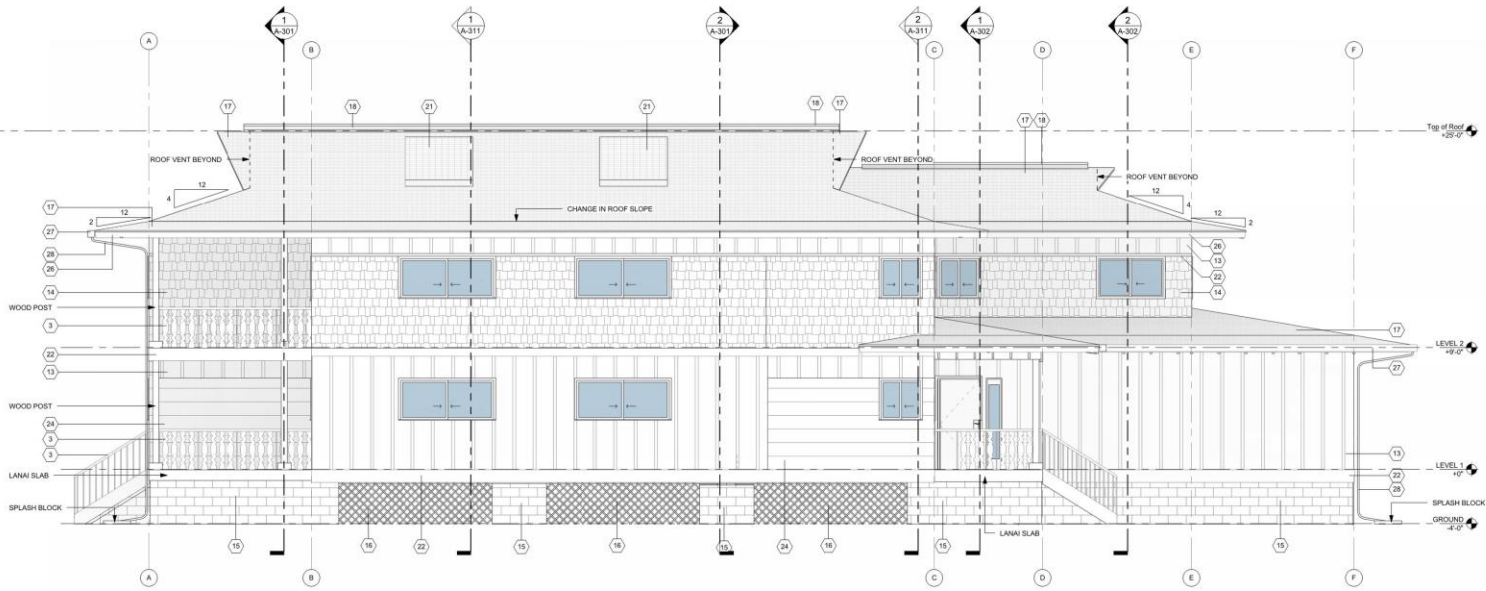 1
A-301
1
A-311
2
A-301
2
A-311
1
A-302
2
A-302
A
B
C
D
E
F
17
18
21
21
18
17
17
18
Top of Roof
+25'-0"
ROOF VENT BEYOND
ROOF VENT BEYOND
ROOF VENT BEYOND
12
4
12
4
17
12
2
CHANGE IN ROOF SLOPE
12
2
27
28
26
26
13
22
14
14
WOOD POST
3
17
22
LEVEL 2
+9'-0"
13
27
WOOD POST
24
3
3
13
LANAI SLAB
LEVEL 1
+0"
22
28
SPLASH BLOCK
SPLASH BLOCK
GROUND
-4'-0"
LANAI SLAB
15
16
22
15
16
15
24
16
15
15
A
B
C
D
E
F